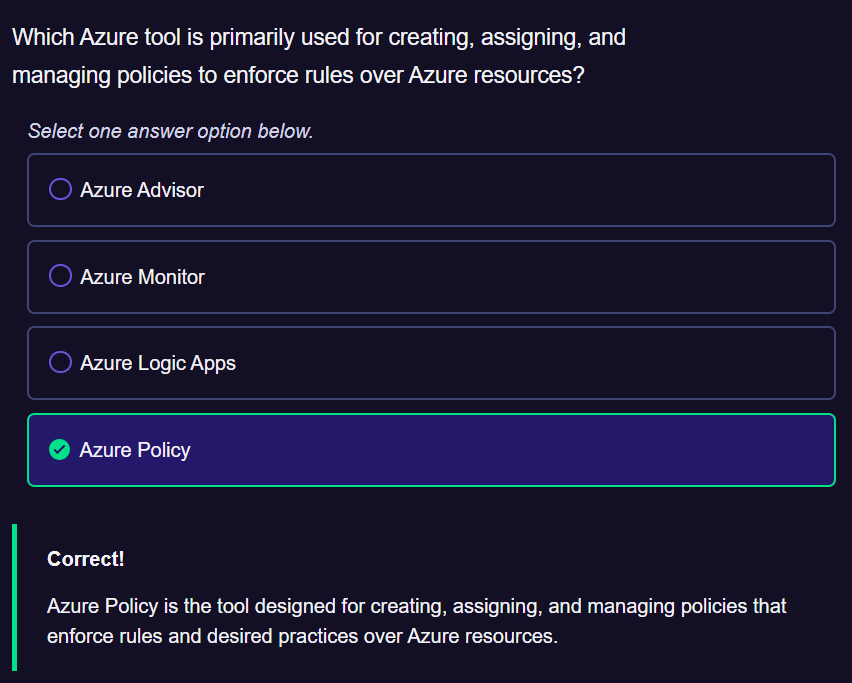 Which Azure tool is primarily used for creating, assigning, and
managing policies to enforce rules over Azure resources?
Select one answer option below.
Azure Advisor
Azure Monitor
Azure Logic Apps
Azure Policy
Correct!
Azure Policy is the tool designed for creating, assigning, and managing policies that
enforce rules and desired practices over Azure resources.